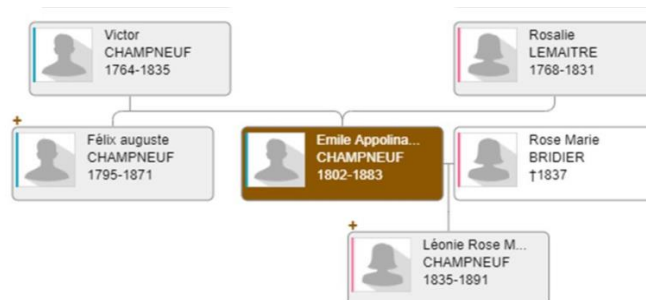 Victor
CHAMPNEUF
1764-1835
Rosalie
LEMAITRE
1768-1831
+
Félix auguste
CHAMPNEUF
1795-1871
Emile Appolina...
CHAMPNEUF
1802-1883
Rose Marie
BRIDIER
†1837
+
Lèonie Rose M...
CHAMPNEUF
1835-1891